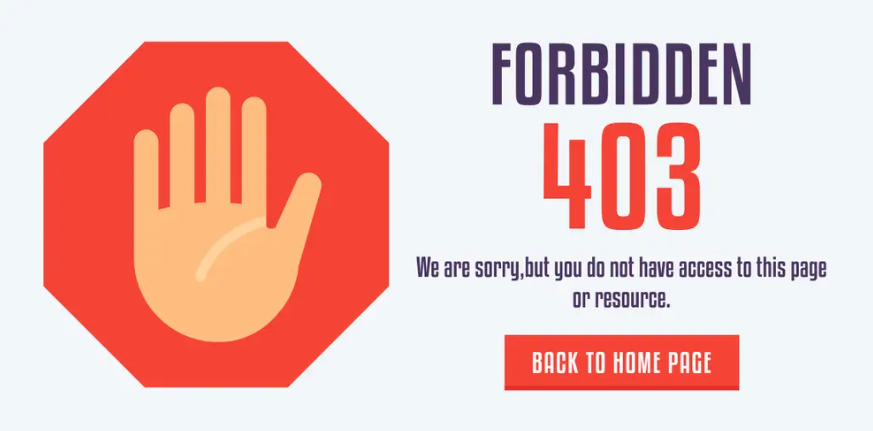 FORBIDDEN
403
We are sorry,but you do not have access to this page
or resource.
BACK TO HOME PAGE